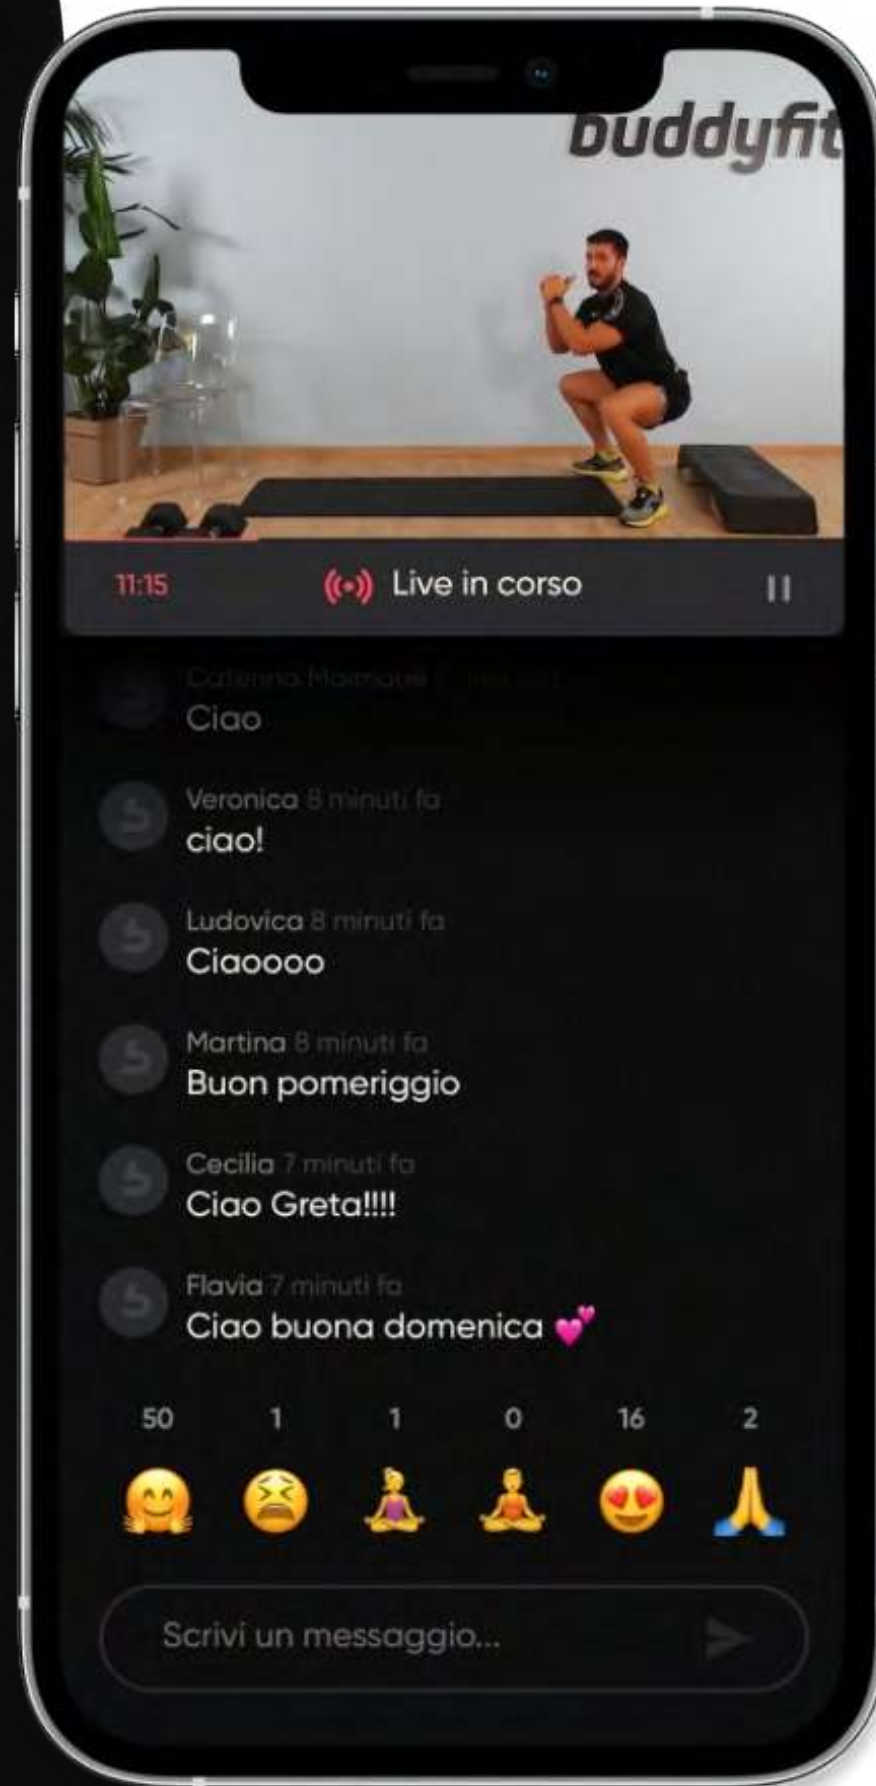 buddyfit
11:15 Live in corso
Ciao
Veronica 8 minuti fa
ciao!
Ludovica 8 minuti fa
Ciaoooo
Martina 8 minuti fa
Buon pomeriggio
Cecilia 7 minuti fa
Ciao Greta!!!!
Flavia 7 minuti fa
Ciao buona domenica 💕
50 1 1 0 16 2
Scrivi un messaggio...